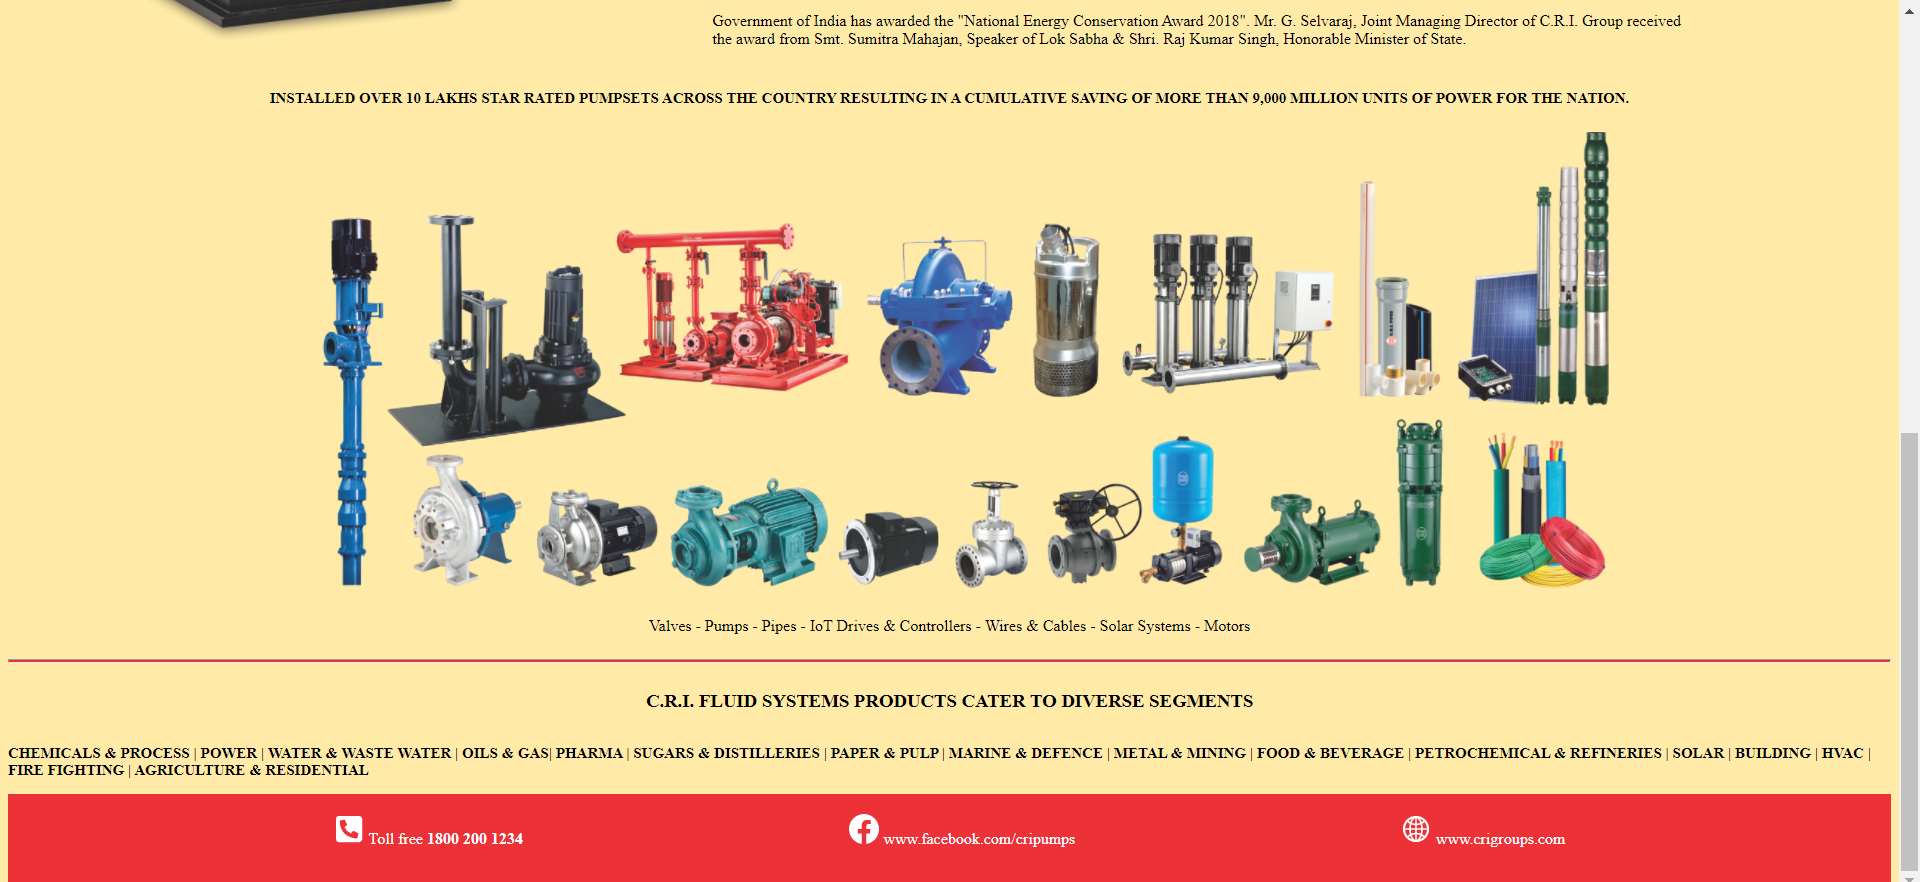 Government of India has awarded the "National Energy Conservation Award 2018". Mr. G. Selvaraj, Joint Managing Director of C.R.I. Group received
the award from Smt. Sumitra Mahajan, Speaker of Lok Sabha & Shri. Raj Kumar Singh, Honorable Minister of State.
INSTALLED OVER 10 LAKHS STAR RATED PUMPSETS ACROSS THE COUNTRY RESULTING IN A CUMULATIVE SAVING OF MORE THAN 9,000 MILLION UNITS OF POWER FOR THE NATION.
Valves - Pumps - Pipes - IoT Drives & Controllers - Wires & Cables - Solar Systems - Motors
C.R.I. FLUID SYSTEMS PRODUCTS CATER TO DIVERSE SEGMENTS
CHEMICALS & PROCESS | POWER | WATER & WASTE WATER | OILS & GAS| PHARMA | SUGARS & DISTILLERIES | PAPER & PULP | MARINE & DEFENCE | METAL & MINING | FOOD & BEVERAGE | PETROCHEMICAL & REFINERIES | SOLAR | BUILDING | HVAC |
FIRE FIGHTING | AGRICULTURE & RESIDENTIAL
Toll free 1800 200 1234
www.facebook.com/cripumps
www.crigroups.com